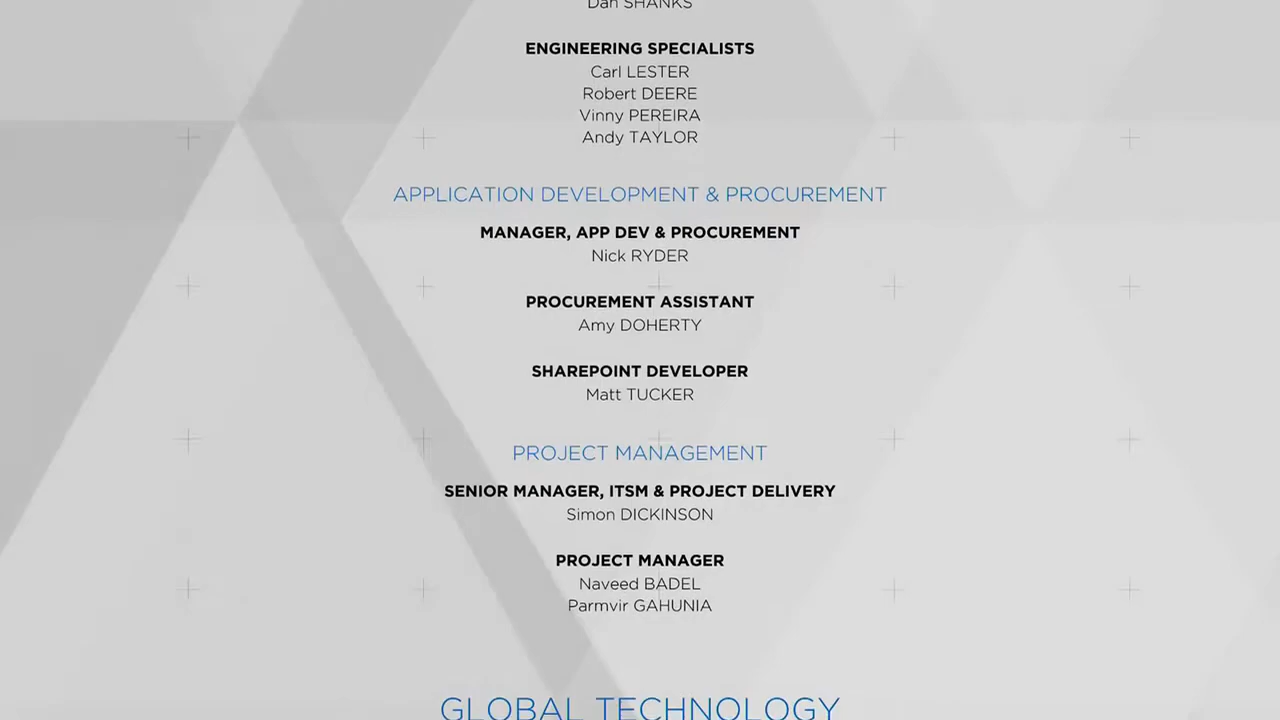 Dan SHANKS
ENGINEERING SPECIALISTS
Carl LESTER
Robert DEERE
Vinny PEREIRA
Andy TAYLOR
APPLICATION DEVELOPMENT & PROCUREMENT
MANAGER, APP DEV & PROCUREMENT
Nick RYDER
PROCUREMENT ASSISTANT
Amy DOHERTY
SHAREPOINT DEVELOPER
Matt TUCKER
PROJECT MANAGEMENT
SENIOR MANAGER, ITSM & PROJECT DELIVERY
Simon DICKINSON
PROJECT MANAGER
Naveed BADEL
Parmvir GAHUNIA
GLOBAL TECHNOLOGY